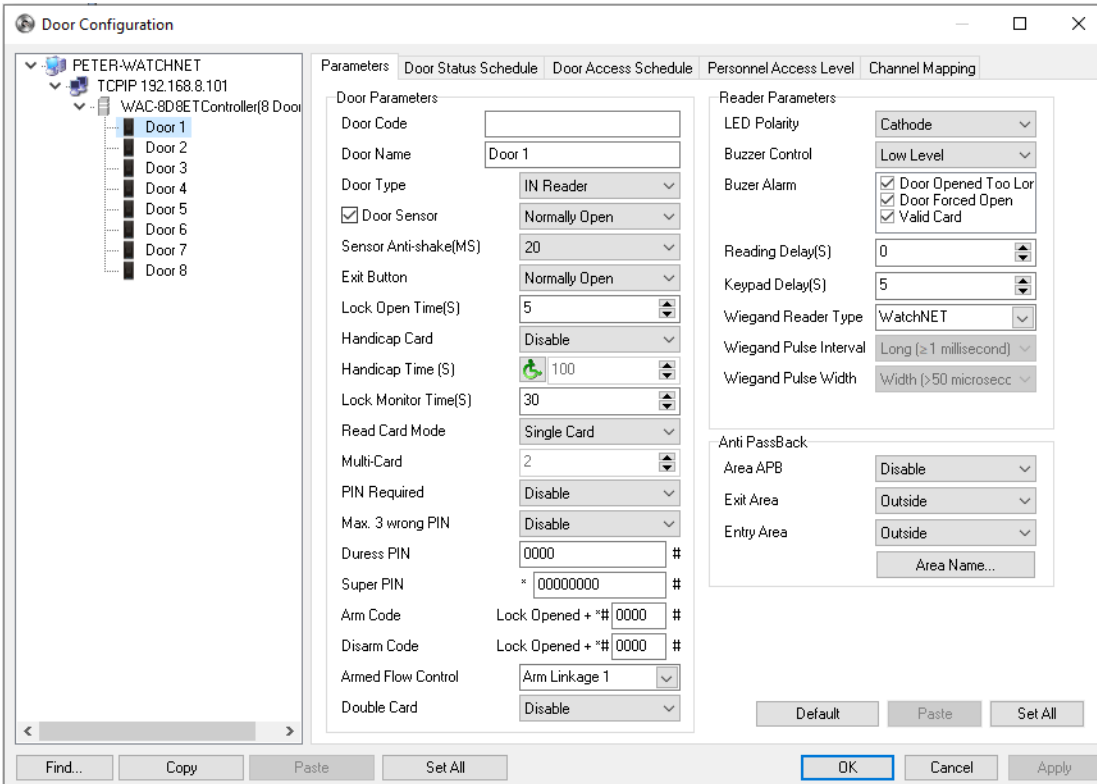 Door Configuration
PETER-WATCHNET
TCPIP 192.168.8.101
WAC-8D8ETController(8 Door
Door 1
Door 2
Door 3
Door 4
Door 5
Door 6
Door 7
Door 8
Parameters Door Status Schedule Door Access Schedule Personnel Access Level Channel Mapping
Door Parameters
Door Code
Door Name Door 1
Door Type IN Reader
Door Sensor Normally Open
Sensor Anti-shake(MS) 20
Exit Button Normally Open
Lock Open Time(S) 5
Handicap Card Disable
Handicap Time (S) 100
Lock Monitor Time(S) 30
Read Card Mode Single Card
Multi-Card 2
PIN Required Disable
Max. 3 wrong PIN Disable
Duress PIN 0000 #
Super PIN * 00000000 #
Arm Code Lock Opened + *# 0000 #
Disarm Code Lock Opened + *# 0000 #
Armed Flow Control Arm Linkage 1
Double Card Disable
Reader Parameters
LED Polarity Cathode
Buzzer Control Low Level
Buzer Alarm Door Opened Too Lor
Door Forced Open
Valid Card
Reading Delay(S) 0
Keypad Delay(S) 5
Wiegand Reader Type WatchNET
Wiegand Pulse Interval Long (≥1 millisecond)
Wiegand Pulse Width Width (>50 microsecc
Anti PassBack
Area APB Disable
Exit Area Outside
Entry Area Outside
Area Name...
Default Paste Set All
Find... Copy Paste Set All OK Cancel Apply